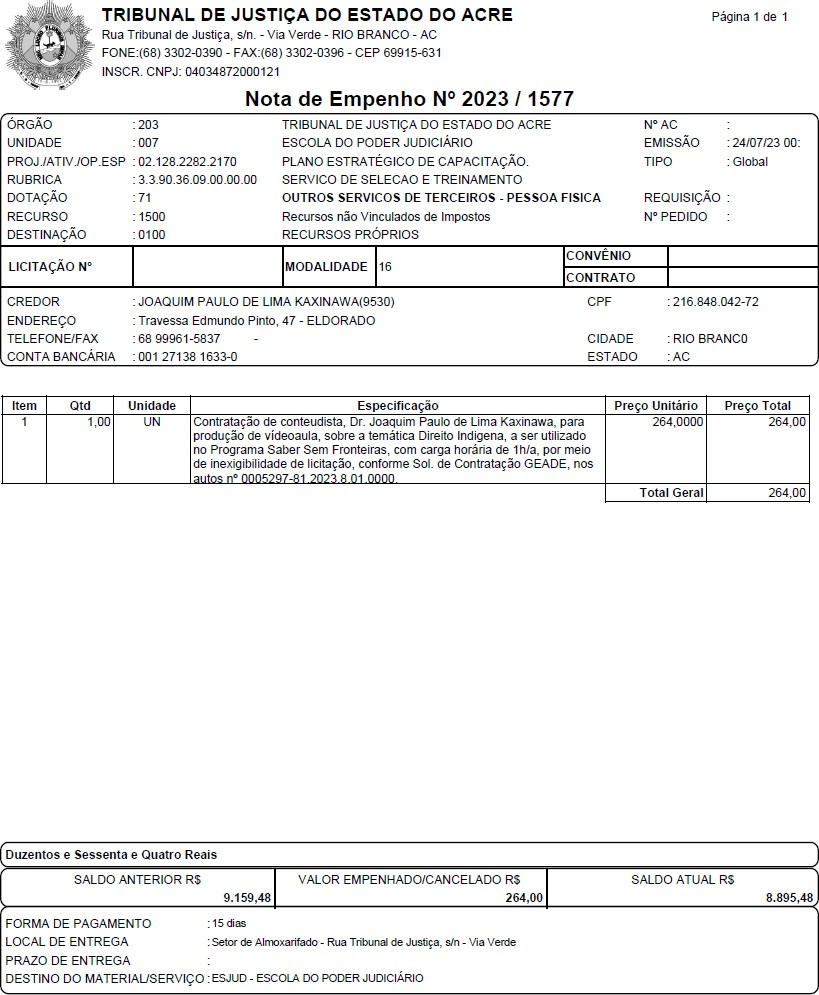 TRIBUNAL DE JUSTIÇA DO ESTADO DO ACRE Página 1 de 1
Rua Tribunal de Justiça, s/n. - Via Verde - RIO BRANCO - AC
FONE:(68) 3302-0390 - FAX:(68) 3302-0396 - CEP 69915-631
INSCR. CNPJ: 04034872000121
Nota de Empenho Nº 2023 / 1577
ÓRGÃO : 203 TRIBUNAL DE JUSTIÇA DO ESTADO DO ACRE Nº AC :
UNIDADE : 007 ESCOLA DO PODER JUDICIÁRIO EMISSÃO : 24/07/23 00:
PROJ./ATIV./OP.ESP : 02.128.2282.2170 PLANO ESTRATÉGICO DE CAPACITAÇÃO. TIPO : Global
RUBRICA : 3.3.90.36.09.00.00.00 SERVICO DE SELECAO E TREINAMENTO
DOTAÇÃO : 71 OUTROS SERVICOS DE TERCEIROS - PESSOA FISICA REQUISIÇÃO :
RECURSO : 1500 Recursos não Vinculados de Impostos Nº PEDIDO :
DESTINAÇÃO : 0100 RECURSOS PRÓPRIOS
LICITAÇÃO Nº MODALIDADE 16 CONVÊNIO
CONTRATO
CREDOR : JOAQUIM PAULO DE LIMA KAXINAWA(9530) CPF : 216.848.042-72
ENDEREÇO : Travessa Edmundo Pinto, 47 - ELDORADO
TELEFONE/FAX : 68 99961-5837 - CIDADE : RIO BRANC0
CONTA BANCÁRIA : 001 27138 1633-0 ESTADO : AC
Item Qtd Unidade Especificação Preço Unitário Preço Total
1 1,00 UN Contratação de conteudista, Dr. Joaquim Paulo de Lima Kaxinawa, para 264,0000 264,00
produção de vídeoaula, sobre a temática Direito Indigena, a ser utilizado
no Programa Saber Sem Fronteiras, com carga horária de 1h/a, por meio
de inexigibilidade de licitação, conforme Sol. de Contratação GEADE, nos
autos nº 0005297-81.2023.8.01.0000.
Total Geral 264,00
Duzentos e Sessenta e Quatro Reais
SALDO ANTERIOR R$ VALOR EMPENHADO/CANCELADO R$ SALDO ATUAL R$
9.159,48 264,00 8.895,48
FORMA DE PAGAMENTO : 15 dias
LOCAL DE ENTREGA : Setor de Almoxarifado - Rua Tribunal de Justiça, s/n - Via Verde
PRAZO DE ENTREGA :
DESTINO DO MATERIAL/SERVIÇO : ESJUD - ESCOLA DO PODER JUDICIÁRIO